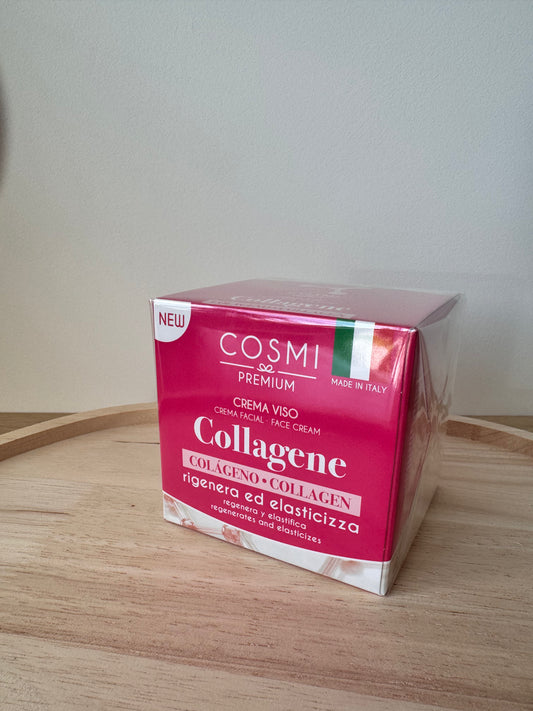 Collagene
NEW
COSMI
PREMIUM
MADE IN ITALY
CREMA VISO
CREMA FACIAL · FACE CREAM
Collagene
COLÁGENO • COLLAGEN
rigenera ed elasticizza
regenera y elastifica
regenerates and elasticizes